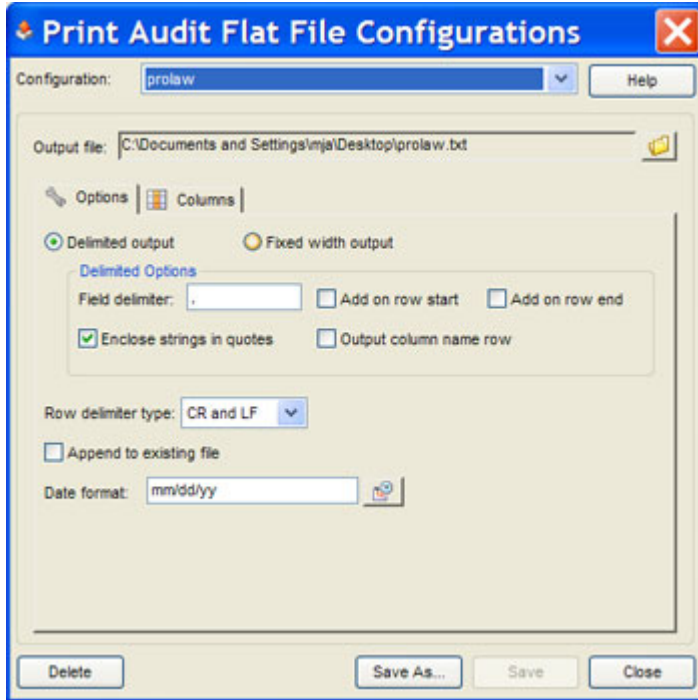 Print Audit Flat File Configurations
Configuration: prolaw Help
Output file: C:\Documents and Settings\mja\Desktop\prolaw.txt
Options Columns
Delimited output Fixed width output
Delimited Options
Field delimiter: , Add on row start Add on row end
Enclose strings in quotes Output column name row
Row delimiter type: CR and LF
Append to existing file
Date format: mm/dd/yy
Delete Save As... Save Close